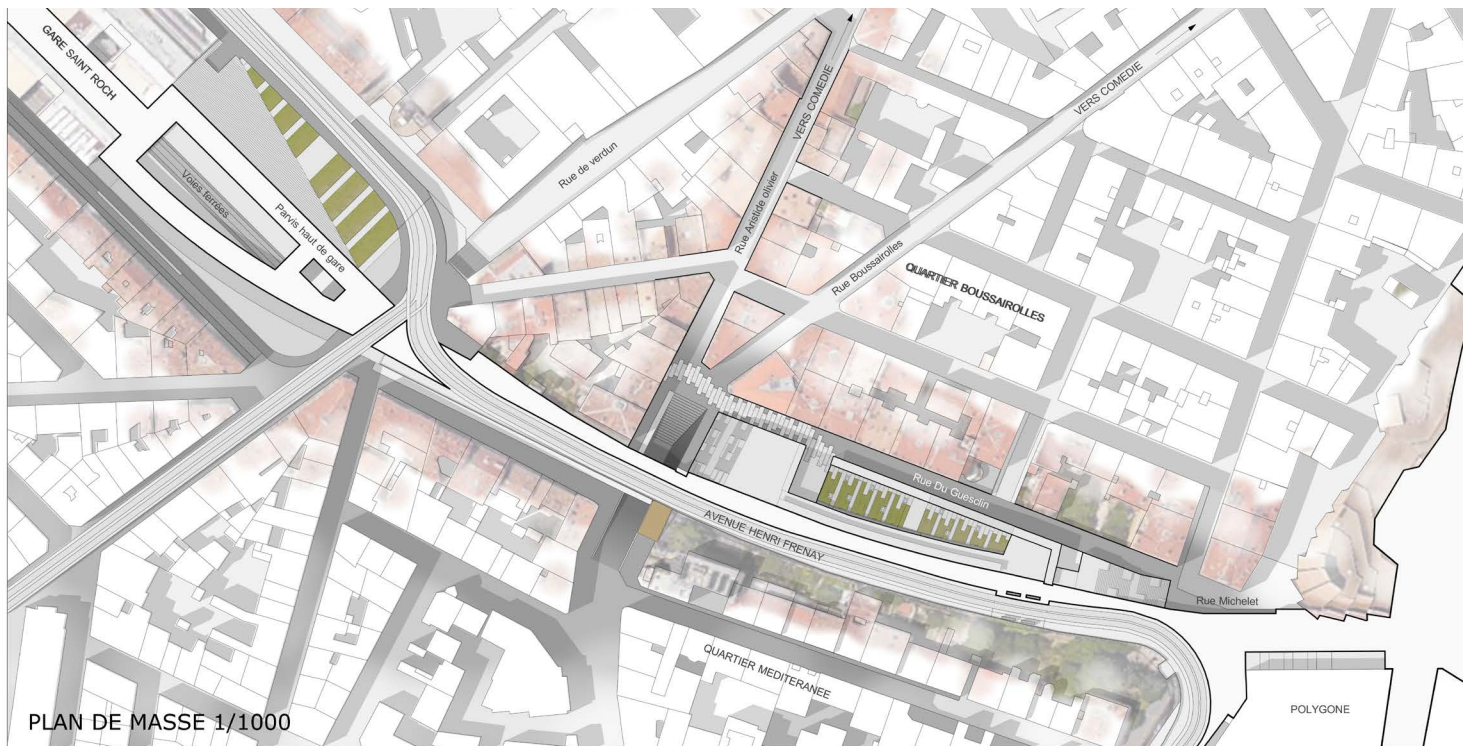 GARE SAINT ROCH
Voies ferrées
Parvis haut de gare
Rue de verdun
VERS COMEDIE
Rue Aristide olivier
VERS COMEDIE
Rue Boussairolles
QUARTIER BOUSSAIROLLES
Rue Du Guesclin
AVENUE HENRI FRENAY
Rue Michelet
QUARTIER MEDITERANEE
POLYGONE
PLAN DE MASSE 1/1000